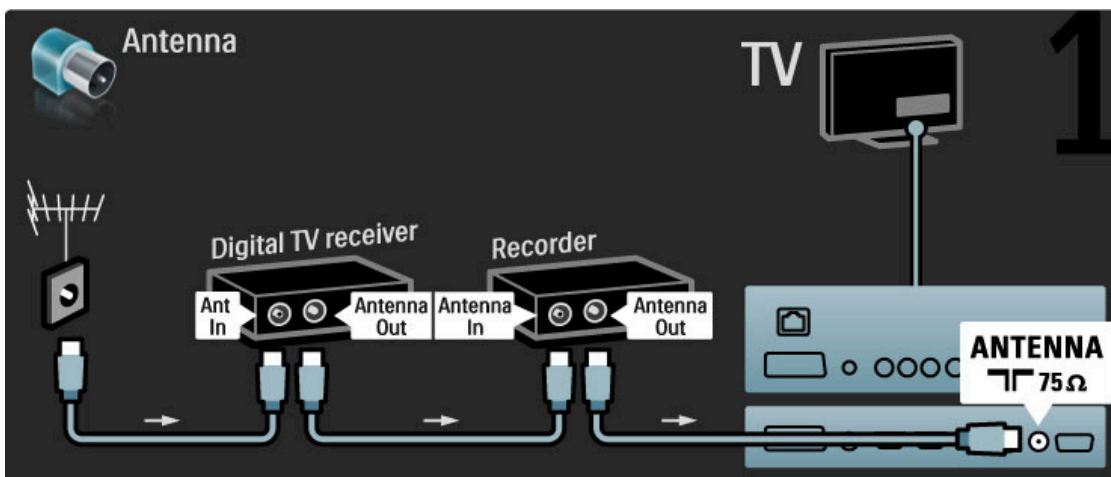 Antenna
TV
1
Digital TV receiver
Recorder
Ant
In
Antenna
Out
Antenna
In
Antenna
Out
ANTENNA
75Ω